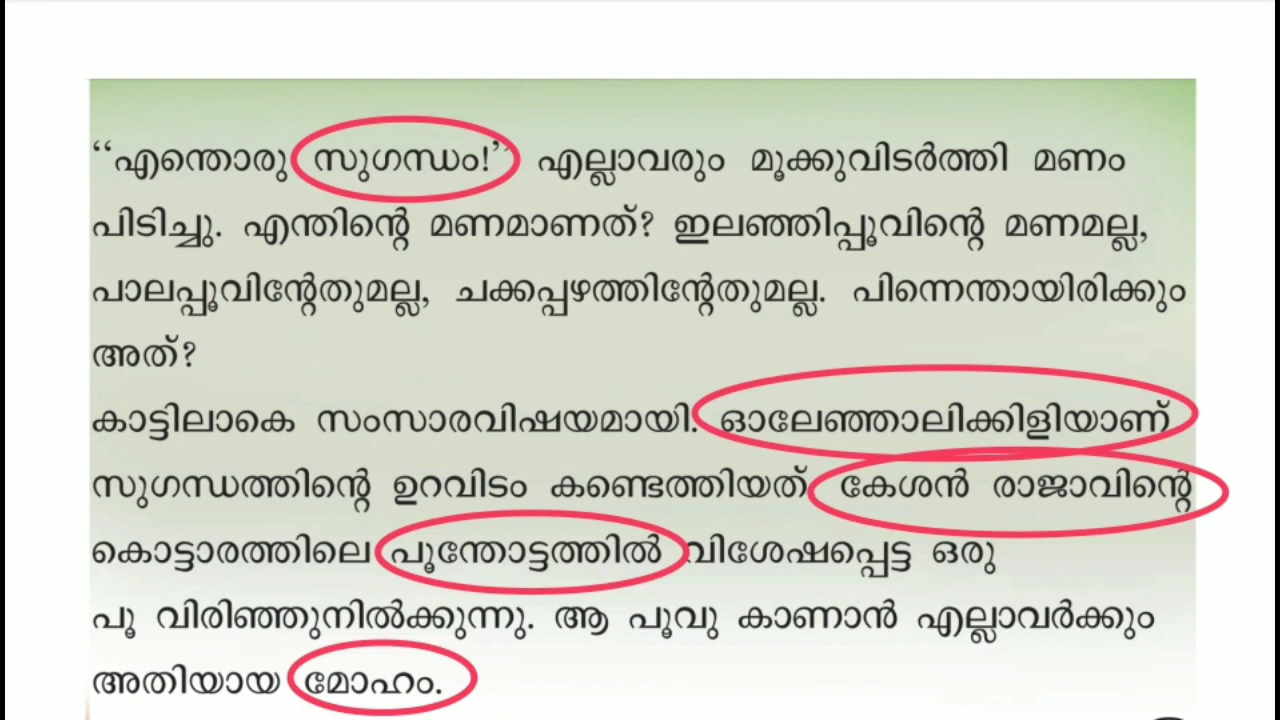 ‘‘എന്തൊരു സുഗന്ധം!’’ എല്ലാവരും മൂക്കുവിടർത്തി മണം
പിടിച്ചു. എന്തിന്റെ മണമാണത്? ഇലഞ്ഞിപ്പൂവിന്റെ മണമല്ല,
പാലപ്പൂവിന്റേതുമല്ല, ചക്കപ്പഴത്തിന്റേതുമല്ല. പിന്നെന്തായിരിക്കും
അത്?
കാട്ടിലാകെ സംസാരവിഷയമായി. ഓലേഞ്ഞാലിക്കിളിയാണ്
സുഗന്ധത്തിന്റെ ഉറവിടം കണ്ടെത്തിയത് കേശൻ രാജാവിന്റെ
കൊട്ടാരത്തിലെ പൂന്തോട്ടത്തിൽ വിശേഷപ്പെട്ട ഒരു
പൂ വിരിഞ്ഞുനിൽക്കുന്നു. ആ പൂവു കാണാൻ എല്ലാവർക്കും
അതിയായ മോഹം.